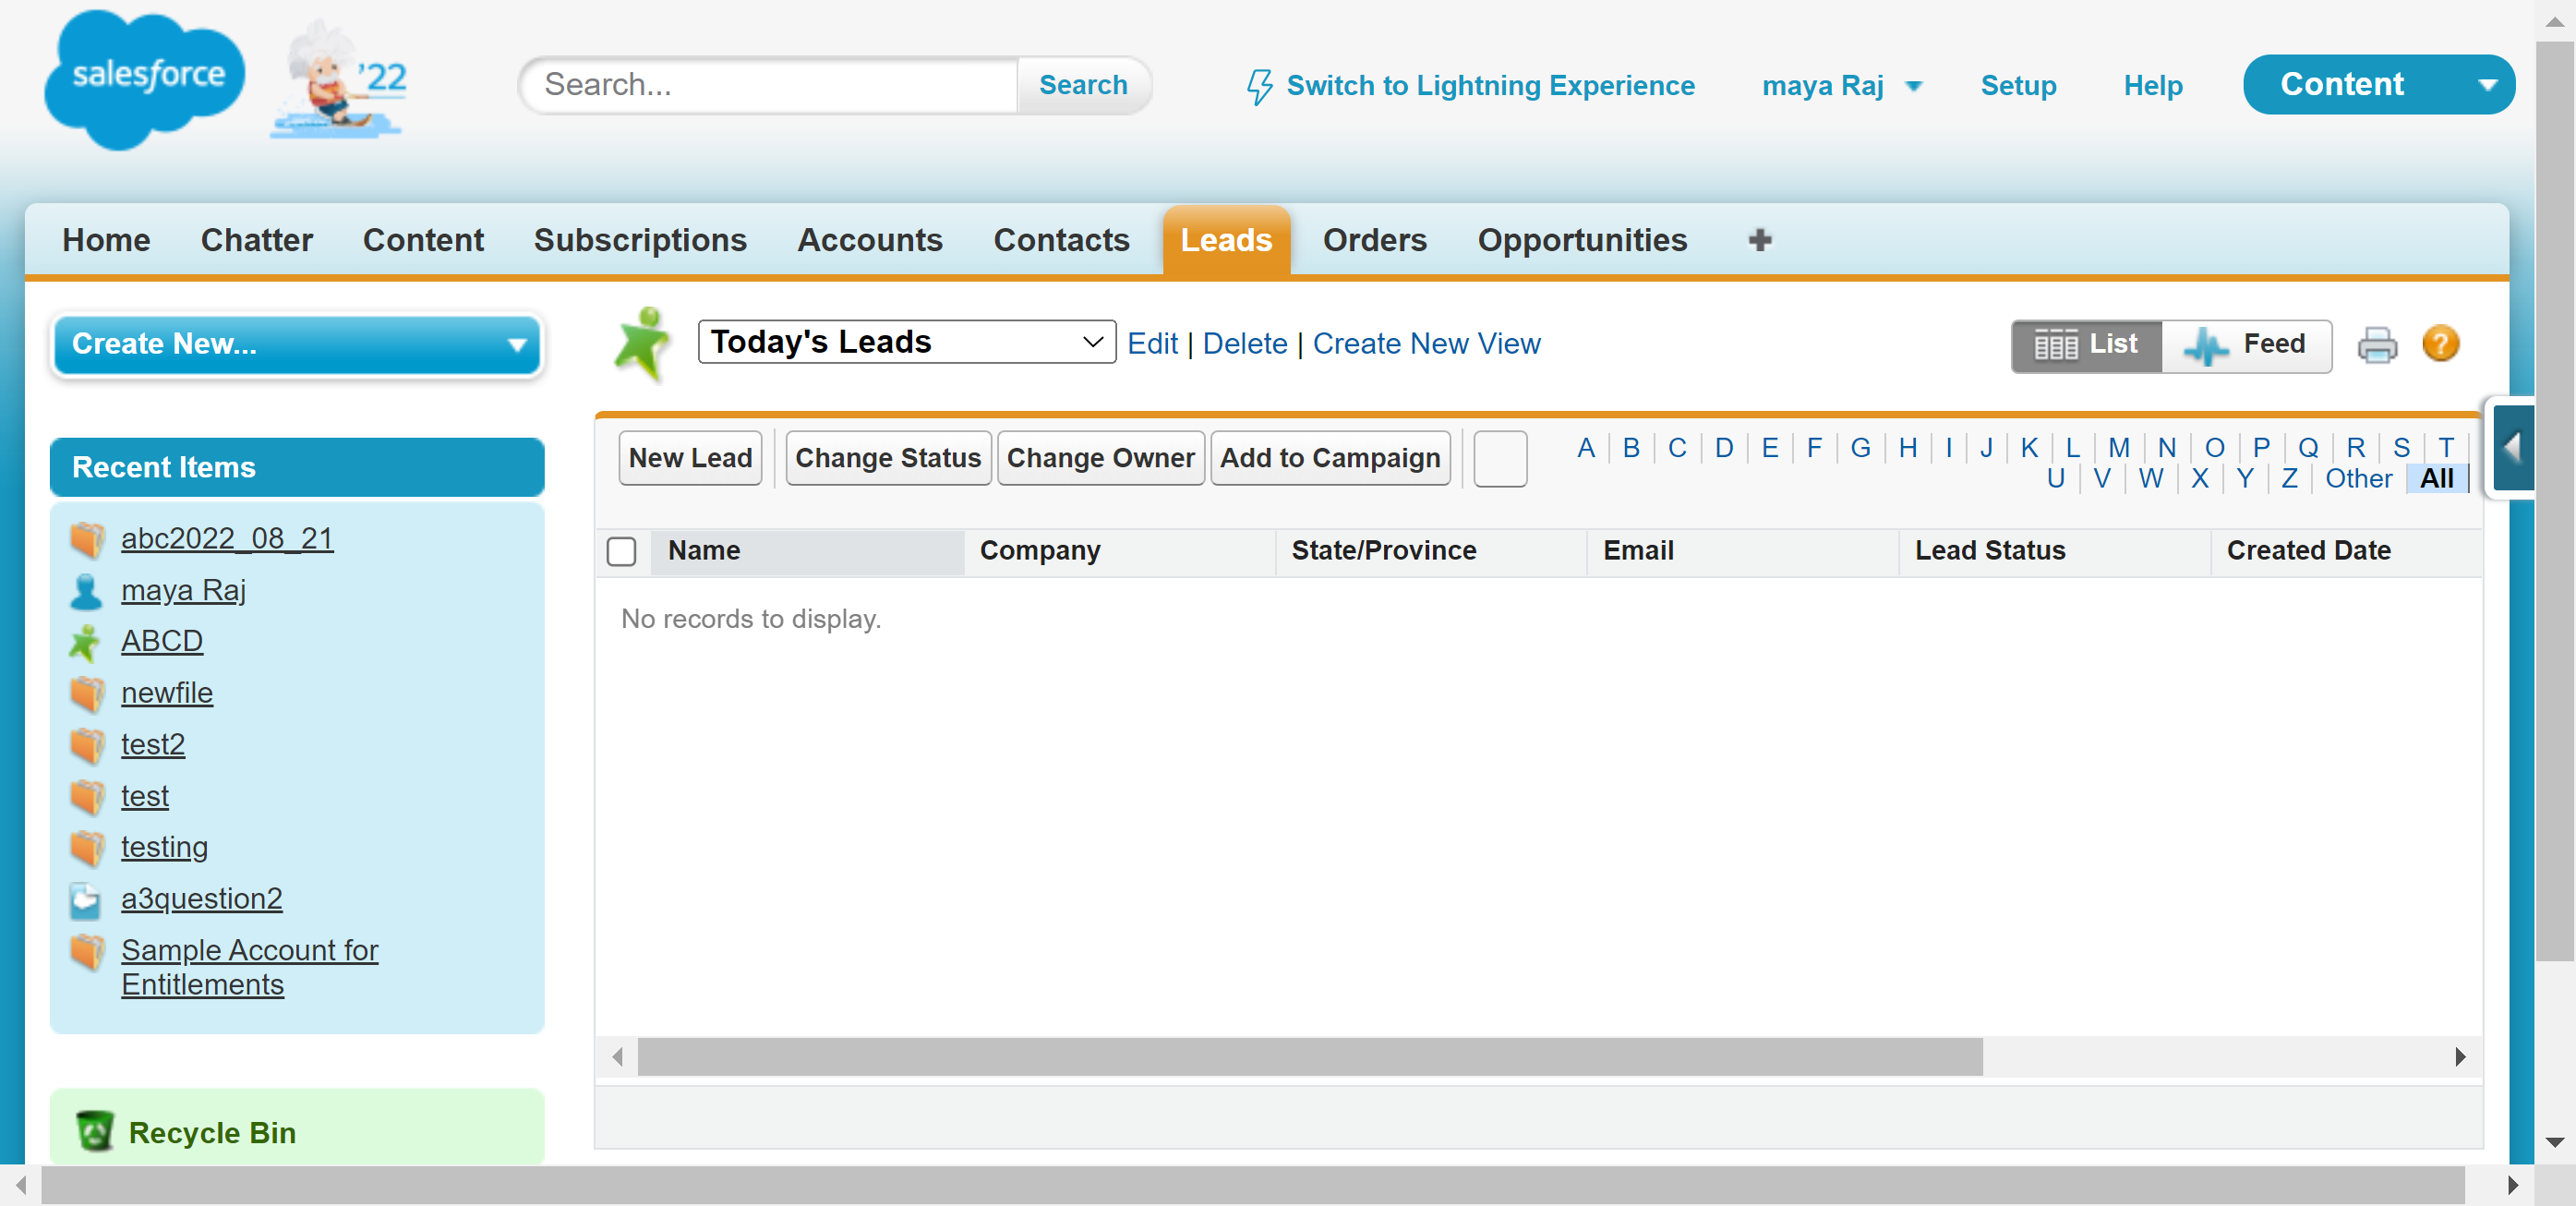 salesforce
'22
Search...
Search
Switch to Lightning Experience
maya Raj
Setup
Help
Content
Home
Chatter
Content
Subscriptions
Accounts
Contacts
Leads
Orders
Opportunities
Create New...
Today's Leads
Edit | Delete | Create New View
List
Feed
Recent Items
abc2022_08_21
maya Raj
ABCD
newfile
test2
test
testing
a3question2
Sample Account for
Entitlements
Recycle Bin
New Lead
Change Status
Change Owner
Add to Campaign
A B C D E F G H I J K L M N O P Q R S T
U V W X Y Z Other All
Name
Company
State/Province
Email
Lead Status
Created Date
No records to display.